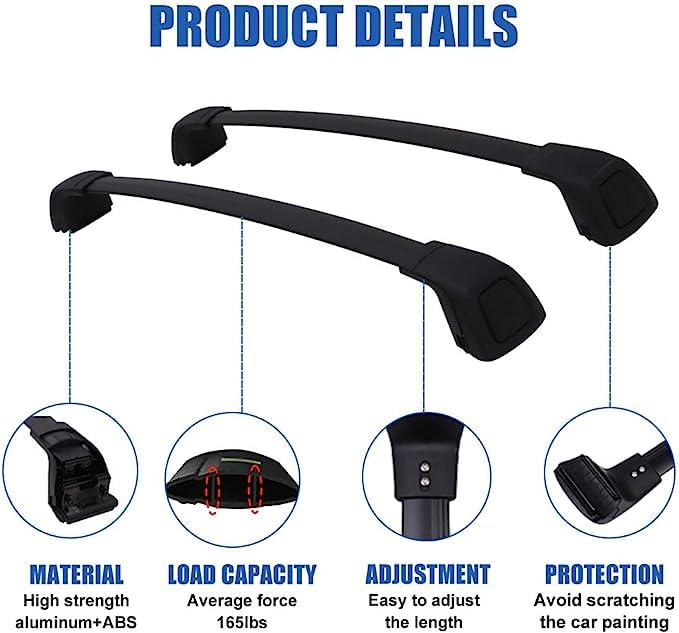 PRODUCT DETAILS
MATERIAL
High strength
aluminum+ABS
LOAD CAPACITY
Average force
165lbs
ADJUSTMENT
Easy to adjust
the length
PROTECTION
Avoid scratching
the car painting